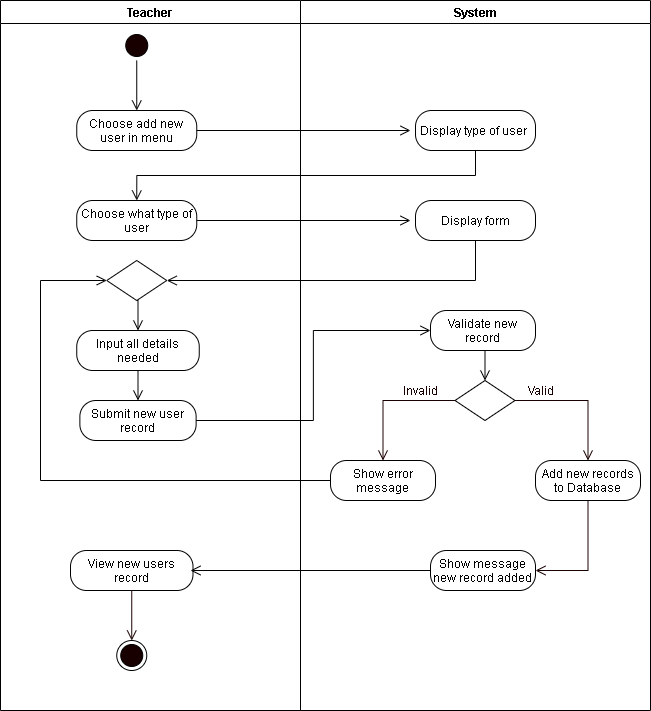 Teacher
System
Choose add new
user in menu
Display type of user
Choose what type of
user
Display form
Input all details
needed
Validate new
record
Invalid
Valid
Submit new user
record
Show error
message
Add new records
to Database
View new users
record
Show message
new record added